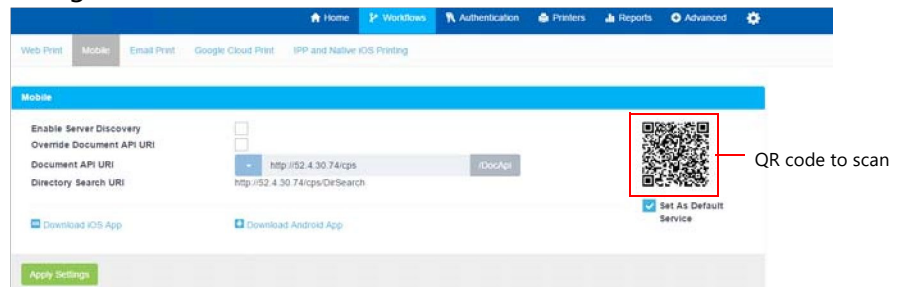 Home Workflows Authentication Printers Reports Advanced
Web Print Mobile Email Print Google Cloud Print IPP and Native iOS Printing
Mobile
Enable Server Discovery
Override Document API URI
Document API URI http://52.4.30.74/cps /DocApi
Directory Search URI http://52.4.30.74/cps/DirSearch
QR code to scan
Set As Default
Service
Download iOS App Download Android App
Apply Settings